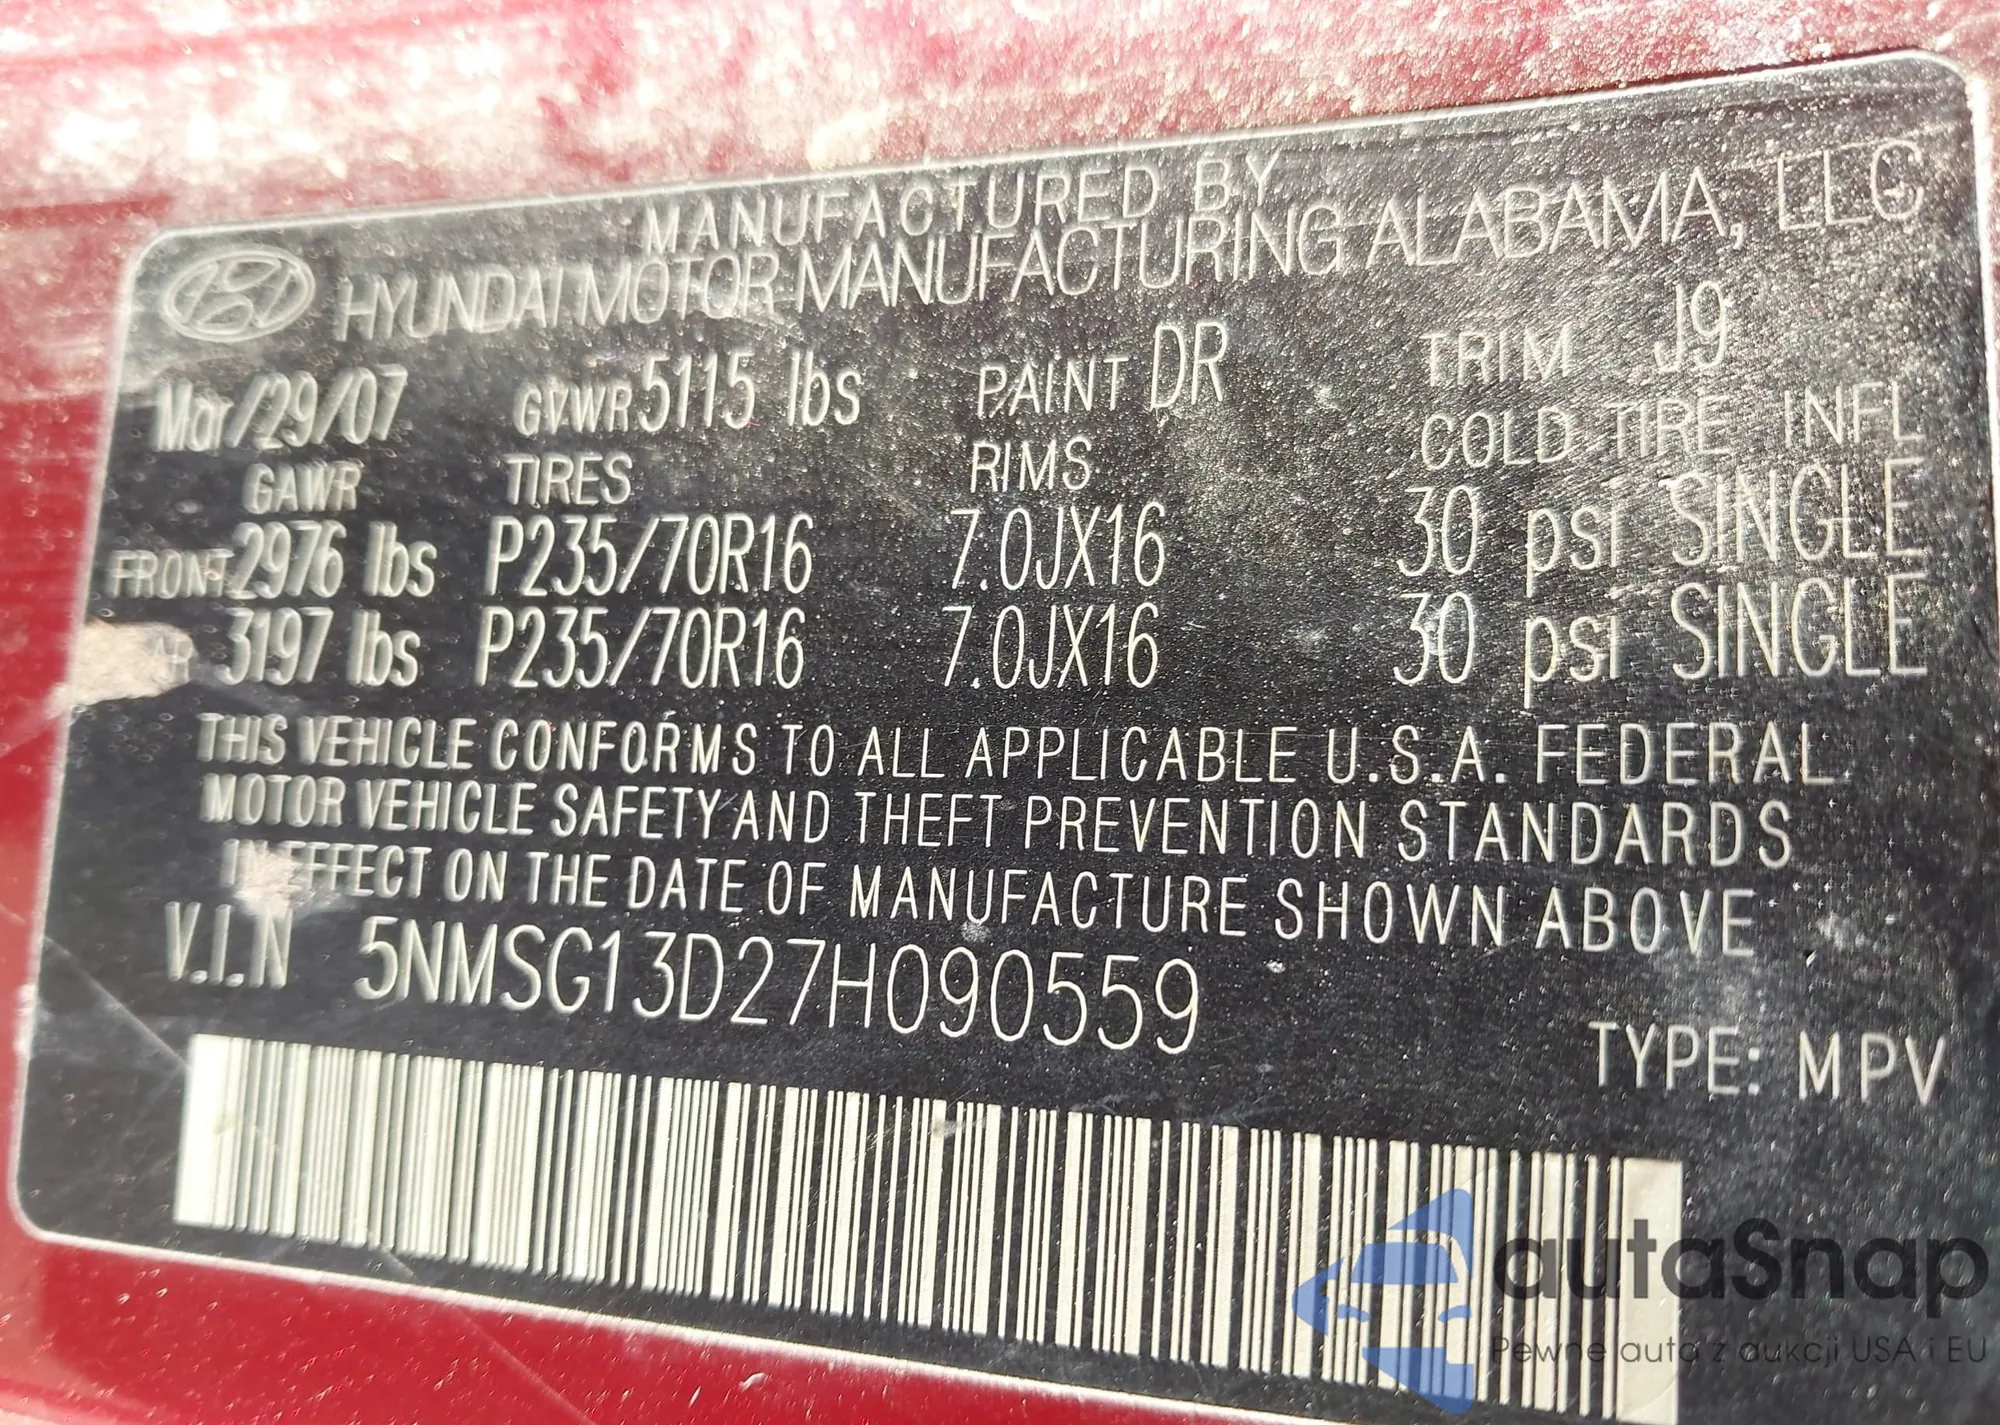 MANUFACTURED BY
HYUNDAI MOTOR MANUFACTURING ALABAMA, LLC
Mar/29/07 GVWR 5115 lbs PAINT DR TRIM J9
GAWR TIRES RIMS COLD TIRE INFL
FRONT 2976 lbs P235/70R16 7.0JX16 30 psi SINGLE
3197 lbs P235/70R16 7.0JX16 30 psi SINGLE
THIS VEHICLE CONFORMS TO ALL APPLICABLE U.S.A. FEDERAL
MOTOR VEHICLE SAFETY AND THEFT PREVENTION STANDARDS
IN EFFECT ON THE DATE OF MANUFACTURE SHOWN ABOVE
V.I.N 5NMSG13D27H090559
TYPE: MPV
autaSnap
Pewne auta z aukcji USA i EU